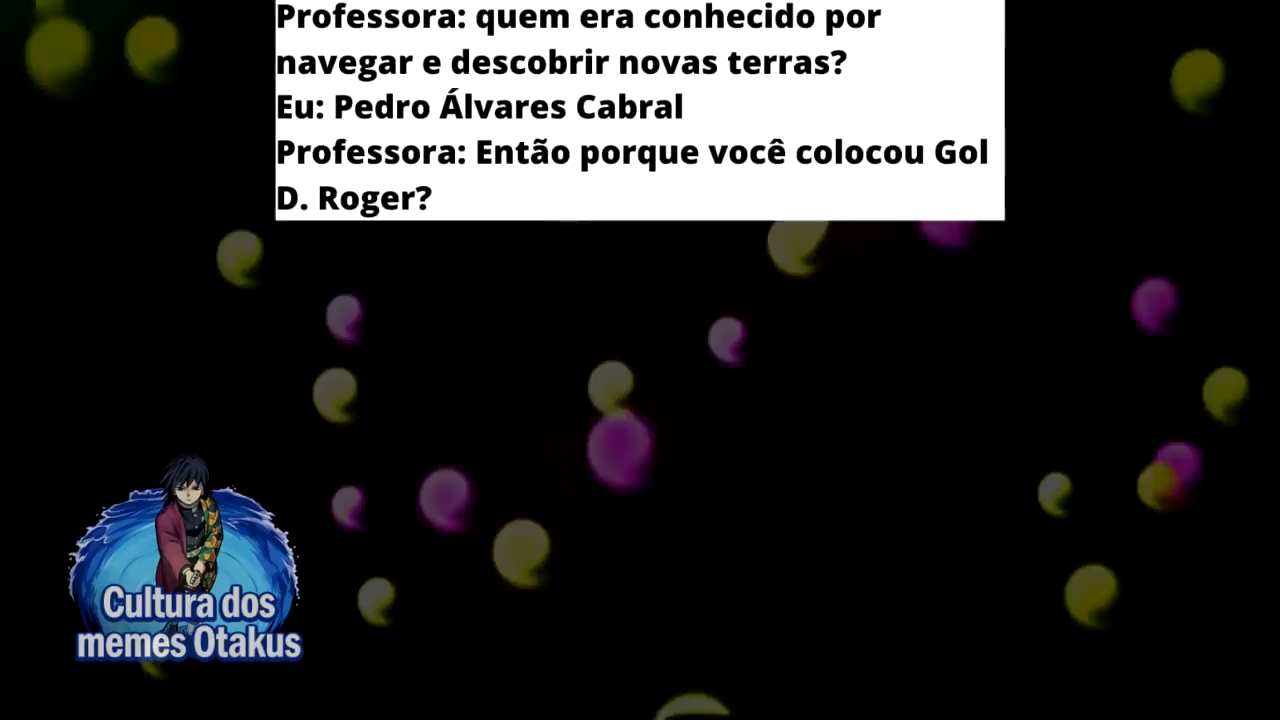 Professora: quem era conhecido por
navegar e descobrir novas terras?
Eu: Pedro Álvares Cabral
Professora: Então porque você colocou Gol
D. Roger?
Cultura dos
memes Otakus